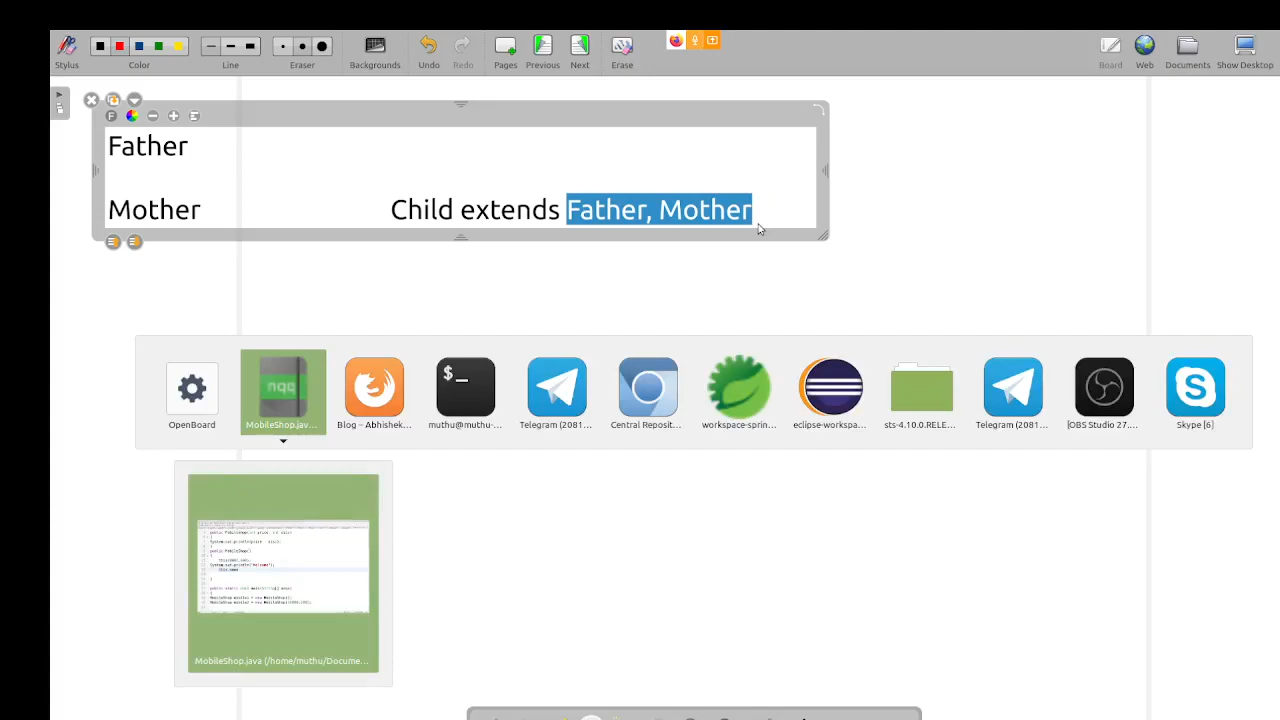 Stylus
Color
Line
Eraser
Backgrounds
Undo
Redo
Pages
Previous
Next
Erase
Board
Web
Documents
Show Desktop
F
Father
Mother
Child extends Father, Mother
$_
OpenBoard
MobileShop.jav...
Blog – Abhishek...
muthu@muthu-...
Telegram (2081...
Central Reposit...
workspace-sprin...
eclipse-workspa...
sts-4.10.0.RELE...
Telegram (2081...
[OBS Studio 27....
Skype [6]
MobileShop.java (/home/muthu/Docume...